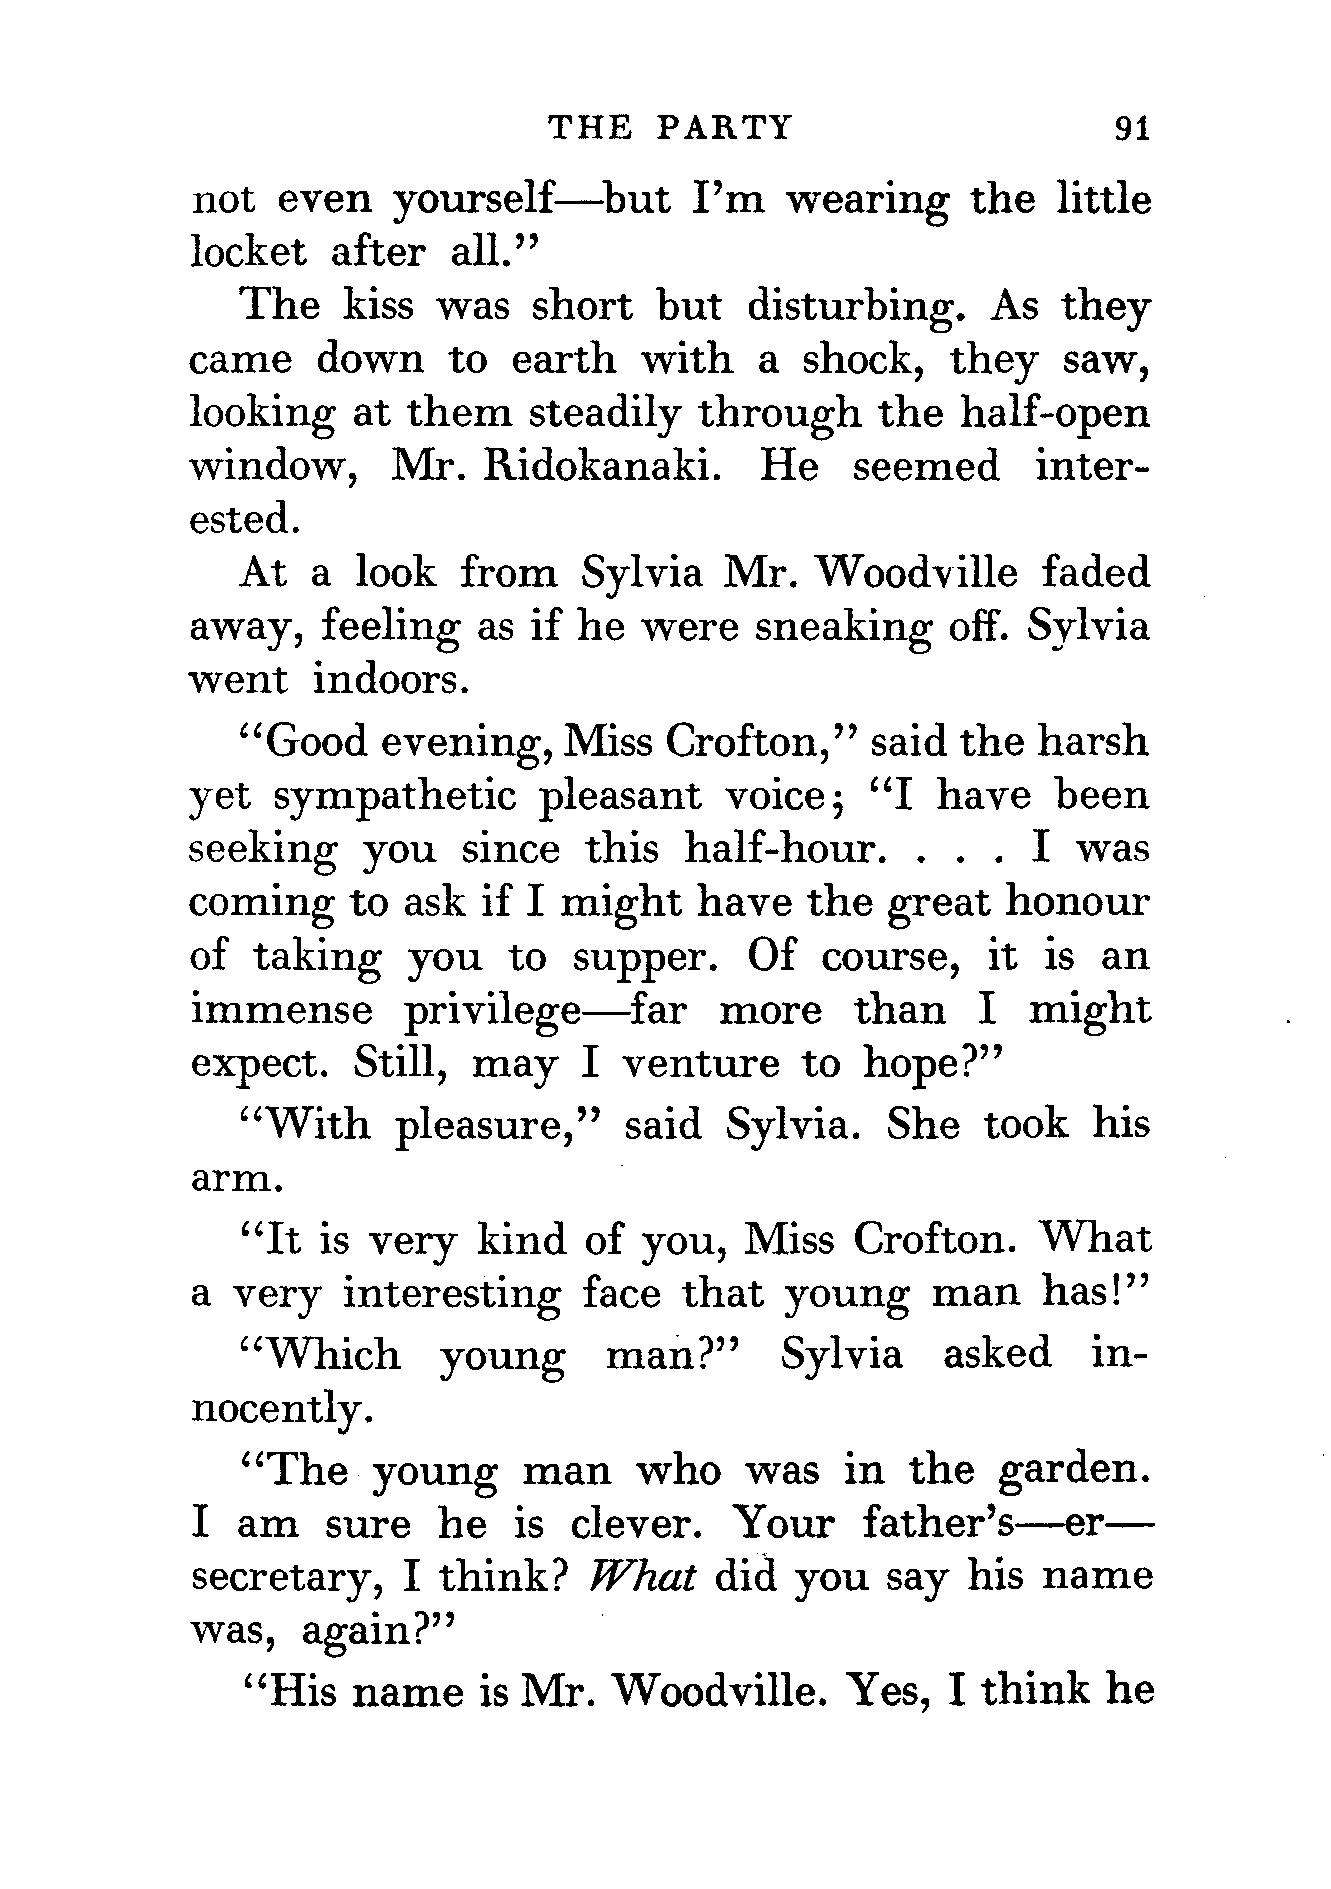 THE PARTY 91
not even yourself—but I'm wearing the little
locket after all."
The kiss was short but disturbing. As they
came down to earth with a shock, they saw,
looking at them steadily through the half-open
window, Mr. Ridokanaki. He seemed inter-
ested.
At a look from Sylvia Mr. Woodville faded
away, feeling as if he were sneaking off. Sylvia
went indoors.
"Good evening, Miss Crofton," said the harsh
yet sympathetic pleasant voice; "I have been
seeking you since this half-hour. . . . I was
coming to ask if I might have the great honour
of taking you to supper. Of course, it is an
immense privilege—far more than I might
expect. Still, may I venture to hope?"
"With pleasure," said Sylvia. She took his
arm.
"It is very kind of you, Miss Crofton. What
a very interesting face that young man has!"
"Which young man?" Sylvia asked in-
nocently.
"The young man who was in the garden.
I am sure he is clever. Your father's—er—
secretary, I think? What did you say his name
was, again?"
"His name is Mr. Woodville. Yes, I think he